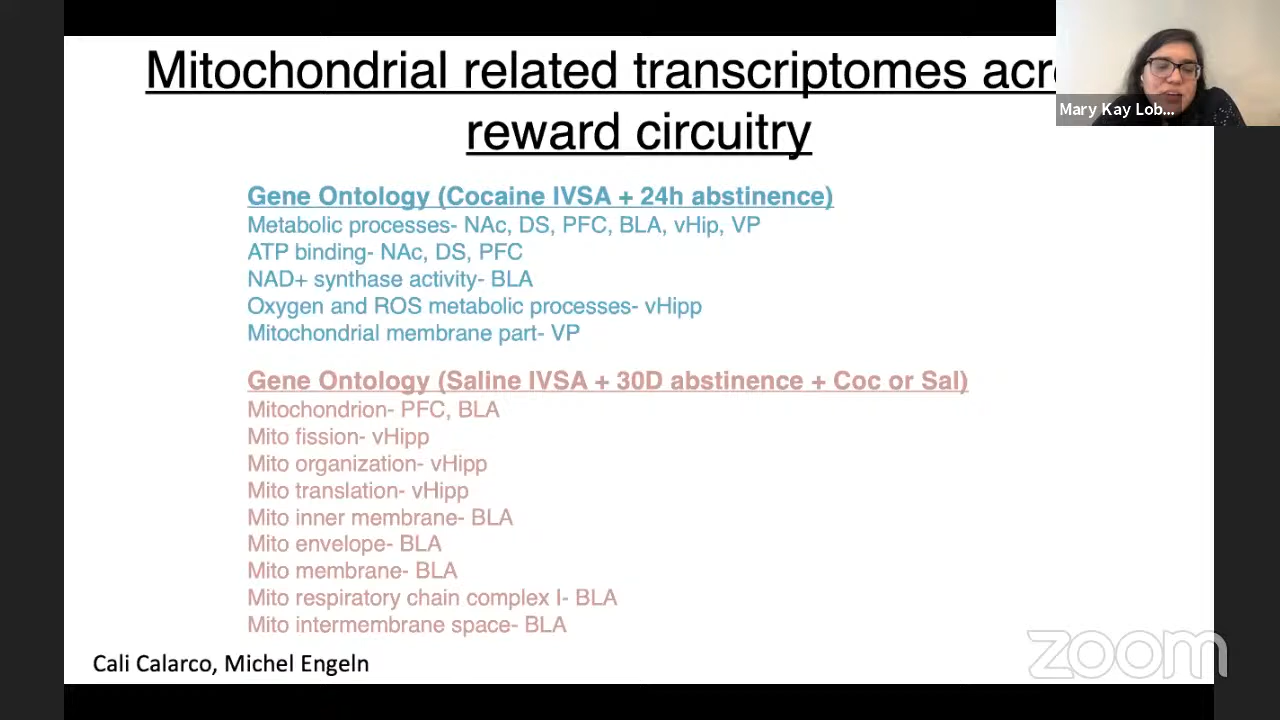 Mitochondrial related transcriptomes acro
reward circuitry
Mary Kay Lob...
Gene Ontology (Cocaine IVSA + 24h abstinence)
Metabolic processes- NAc, DS, PFC, BLA, vHip, VP
ATP binding- NAc, DS, PFC
NAD+ synthase activity- BLA
Oxygen and ROS metabolic processes- vHipp
Mitochondrial membrane part- VP
Gene Ontology (Saline IVSA + 30D abstinence + Coc or Sal)
Mitochondrion- PFC, BLA
Mito fission- vHipp
Mito organization- vHipp
Mito translation- vHipp
Mito inner membrane- BLA
Mito envelope- BLA
Mito membrane- BLA
Mito respiratory chain complex I- BLA
Mito intermembrane space- BLA
Cali Calarco, Michel Engeln
zoom